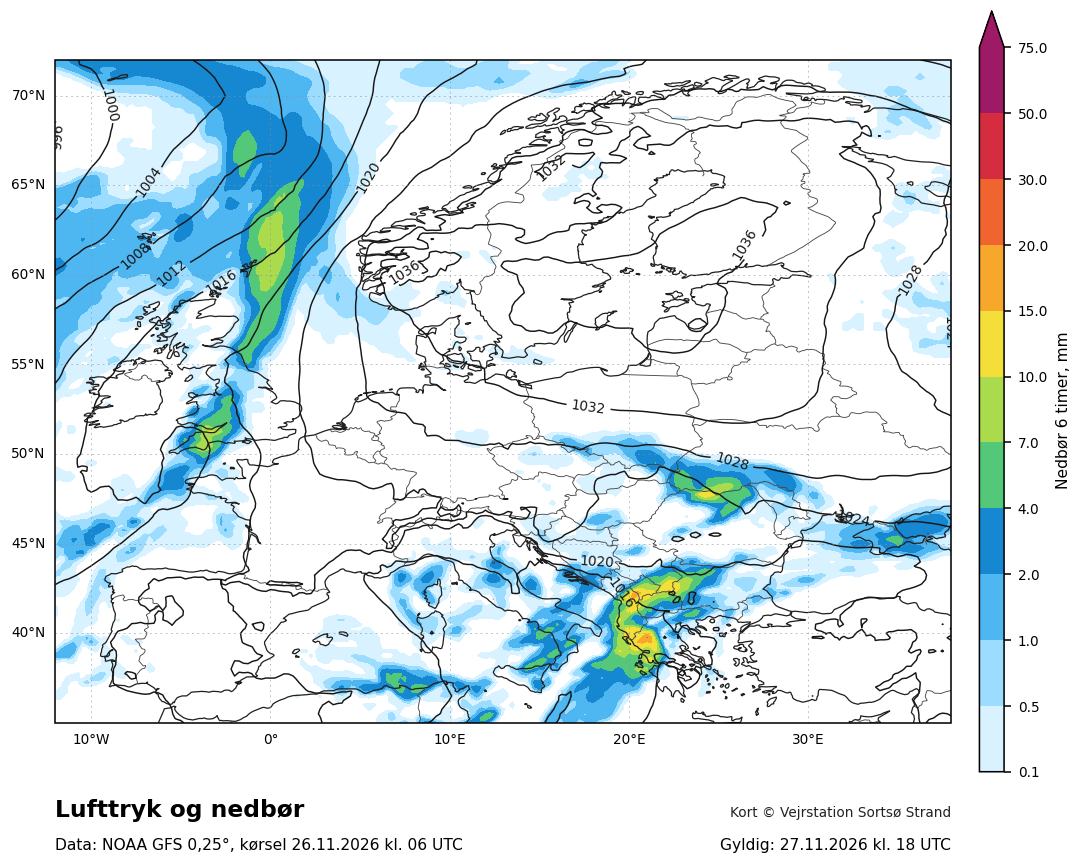 75.0
50.0
30.0
20.0
15.0
10.0
7.0
4.0
2.0
1.0
0.5
0.1
Nedbør 6 timer, mm
70°N
65°N
60°N
55°N
50°N
45°N
40°N
10°W
0°
10°E
20°E
30°E
996
1000
1004
1008
1012
1016
1020
1032
1036
1036
1028
1032
1028
1024
1020
1016
Lufttryk og nedbør
Kort © Vejrstation Sortsø Strand
Data: NOAA GFS 0,25°, kørsel 26.11.2026 kl. 06 UTC
Gyldig: 27.11.2026 kl. 18 UTC